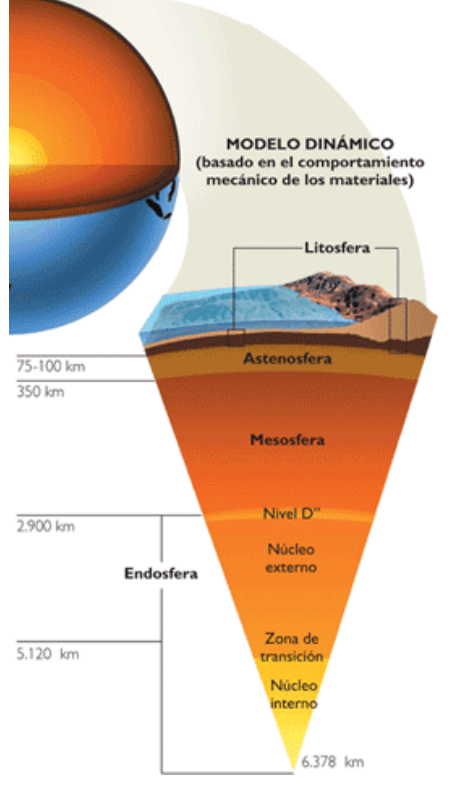 MODELO DINÁMICO
(basado en el comportamiento
mecánico de los materiales)
Litosfera
Astenosfera
75-100 km
350 km
Mesosfera
Nivel D”
2.900 km
Núcleo
externo
Endosfera
Zona de
transición
5.120 km
Núcleo
interno
6.378 km